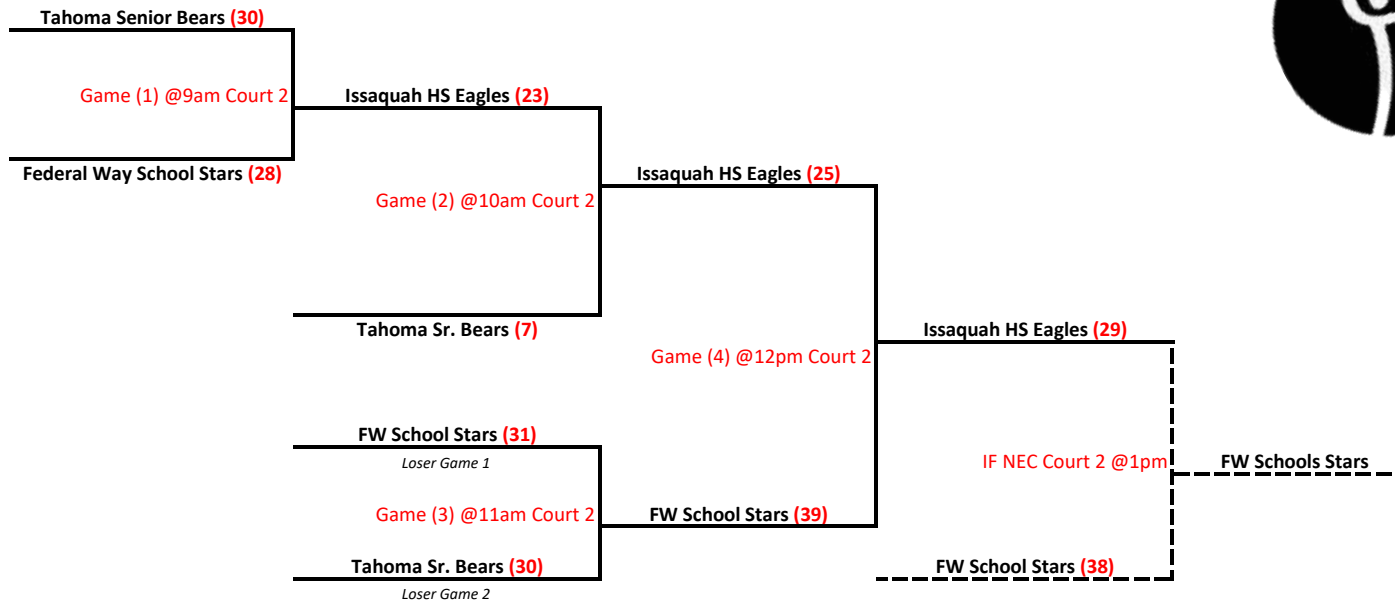 Tahoma Senior Bears (30)
Game (1) @9am Court 2
Issaquah HS Eagles (23)
Federal Way School Stars (28)
Issaquah HS Eagles (25)
Game (2) @10am Court 2
Tahoma Sr. Bears (7)
Issaquah HS Eagles (29)
Game (4) @12pm Court 2
FW School Stars (31)
Loser Game 1
IF NEC Court 2 @1pm
FW Schools Stars
Game (3) @11am Court 2
FW School Stars (39)
Tahoma Sr. Bears (30)
FW School Stars (38)
Loser Game 2